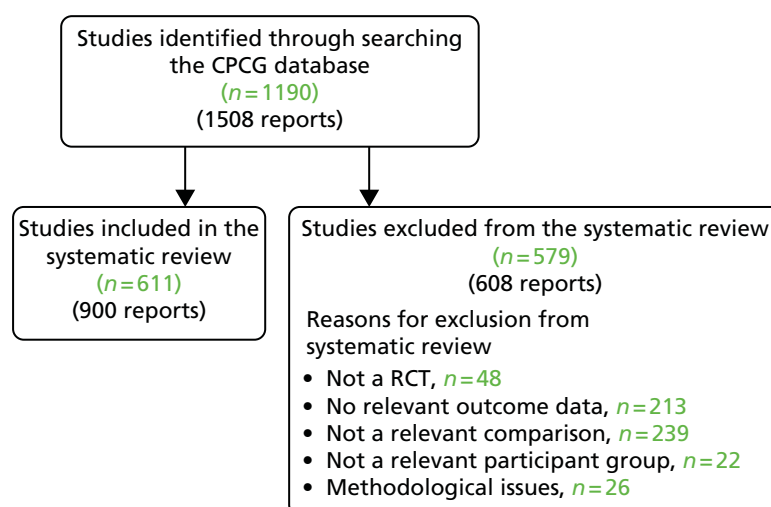 Studies identified through searching
the CPCG database
(n=1190)
(1508 reports)
Studies included in the
systematic review
(n=611)
(900 reports)
Studies excluded from the systematic review
(n=579)
(608 reports)
Reasons for exclusion from
systematic review
• Not a RCT, n=48
• No relevant outcome data, n=213
• Not a relevant comparison, n=239
• Not a relevant participant group, n=22
• Methodological issues, n=26